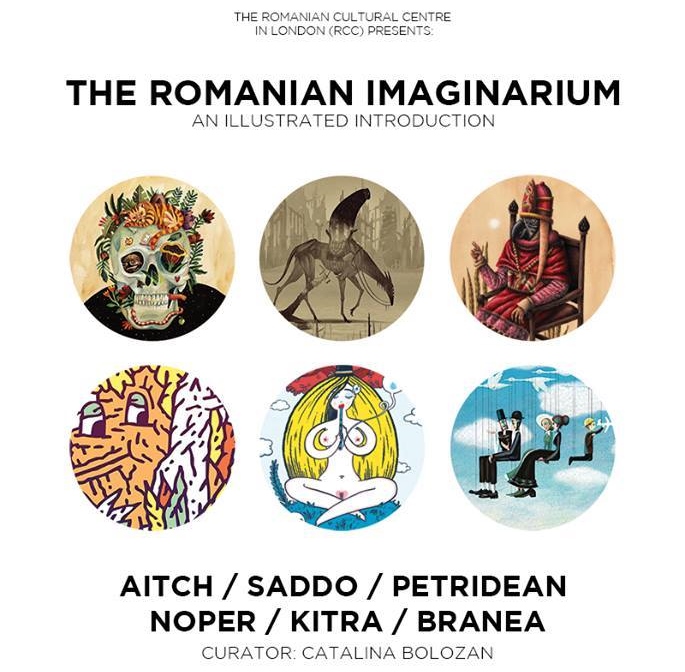 THE ROMANIAN CULTURAL CENTRE
IN LONDON (RCC) PRESENTS:
THE ROMANIAN IMAGINARIUM
AN ILLUSTRATED INTRODUCTION
AITCH / SADDO / PETRIDEAN
NOPER / KITRA / BRANEA
CURATOR: CATALINA BOLOZAN